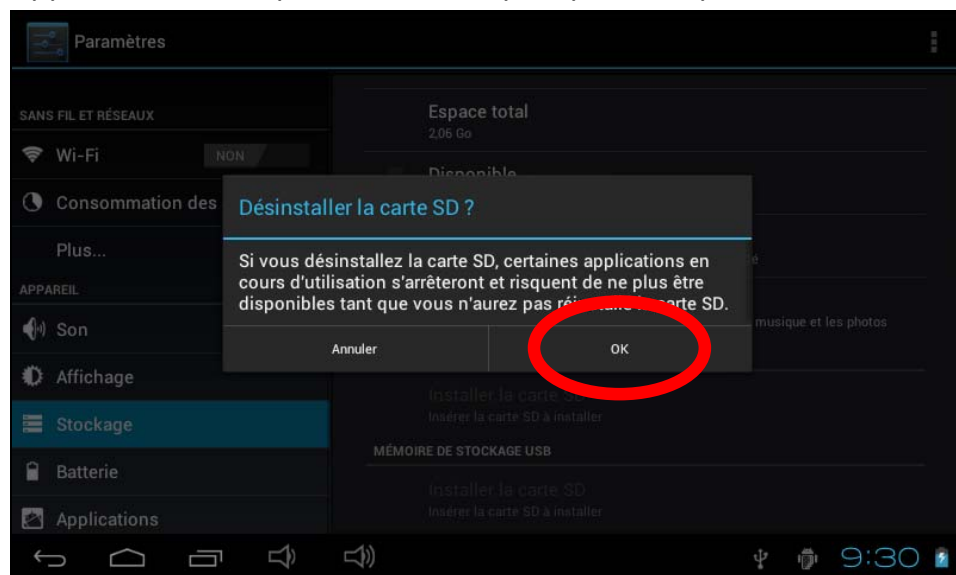 Paramètres
SANS FIL ET RÉSEAUX
Wi-Fi
NON
Consommation des
Plus...
APPAREIL
Son
Affichage
Stockage
Batterie
Applications
Espace total
2,06 Go
Disponible
Désinstaller la carte SD ?
Si vous désinstallez la carte SD, certaines applications en
cours d'utilisation s'arrêteront et risquent de ne plus être
disponibles tant que vous n'aurez pas réinstallé la carte SD.
Annuler
OK
musique et les photos
Installer la carte SD
Insérer la carte SD à installer
MÉMOIRE DE STOCKAGE USB
Installer la carte SD
Insérer la carte SD à installer
9:30